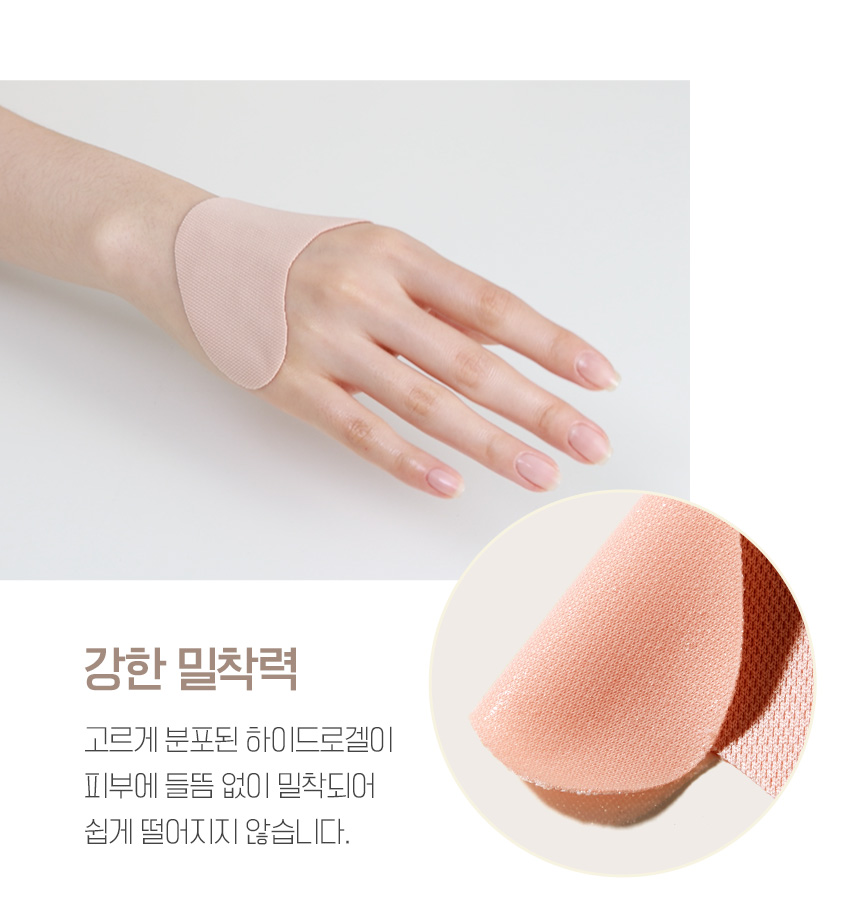 강한 밀착력
고르게 분포된 하이드로겔이
피부에 들뜸 없이 밀착되어
쉽게 떨어지지 않습니다.